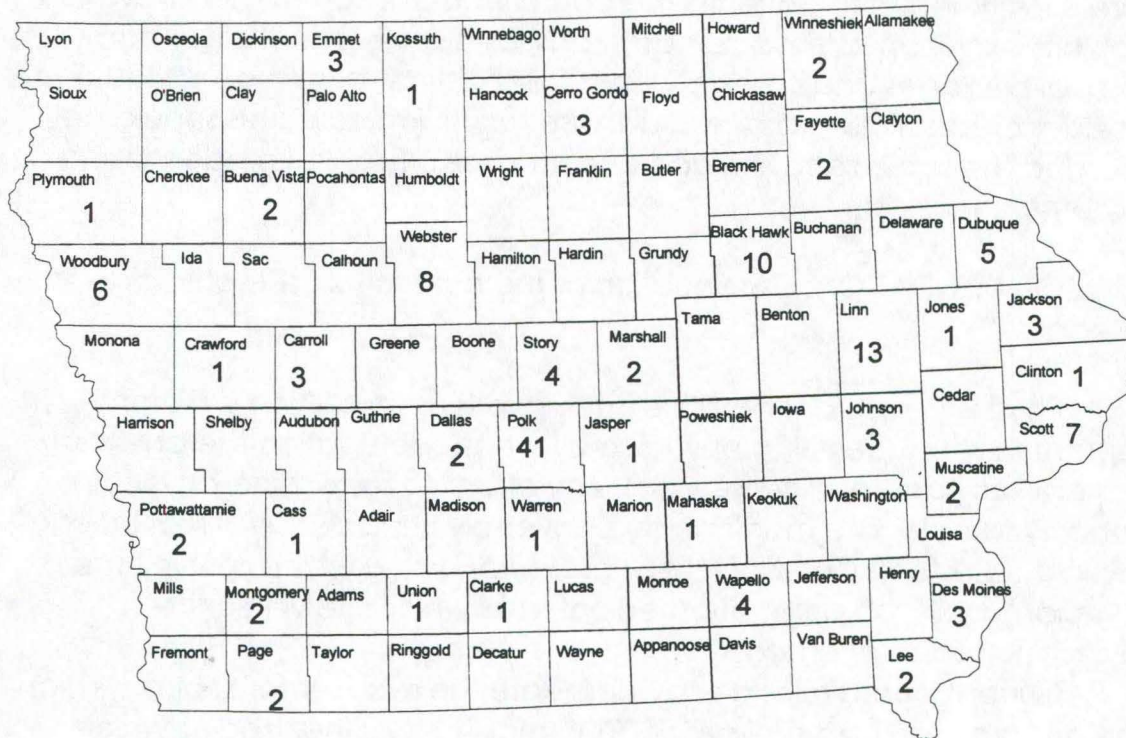 Lyon Osceola Dickinson Emmet Kossuth Winnebago Worth Mitchell Howard Winneshiek Allamakee
3 2
Sioux O'Brien Clay Palo Alto 1 Hancock Cerro Gordo Floyd Chickasaw
3 Fayette Clayton
Plymouth Cherokee Buena Vista Pocahontas Humboldt Wright Franklin Butler Bremer
1 2 2
Webster Black Hawk Buchanan Delaware Dubuque
Woodbury Ida Sac Calhoun Hamilton Hardin Grundy
6 8 10 5
Tama Benton Linn Jones Jackson
Monona Crawford Carroll Greene Boone Story Marshall 13 1 3
1 3 4 2 Clinton 1
Cedar
Harrison Shelby Audubon Guthrie Dallas Polk Jasper Poweshiek Iowa Johnson Scott 7
2 41 1 3
Muscatine
Pottawattamie Cass Adair Madison Warren Marion Mahaska Keokuk Washington 2
2 1 1 1 Louisa
Mills Montgomery Adams Union Clarke Lucas Monroe Wapello Jefferson Henry Des Moines
2 1 1 4 3
Fremont Page Taylor Ringgold Decatur Wayne Appanoose Davis Van Buren Lee
2 2